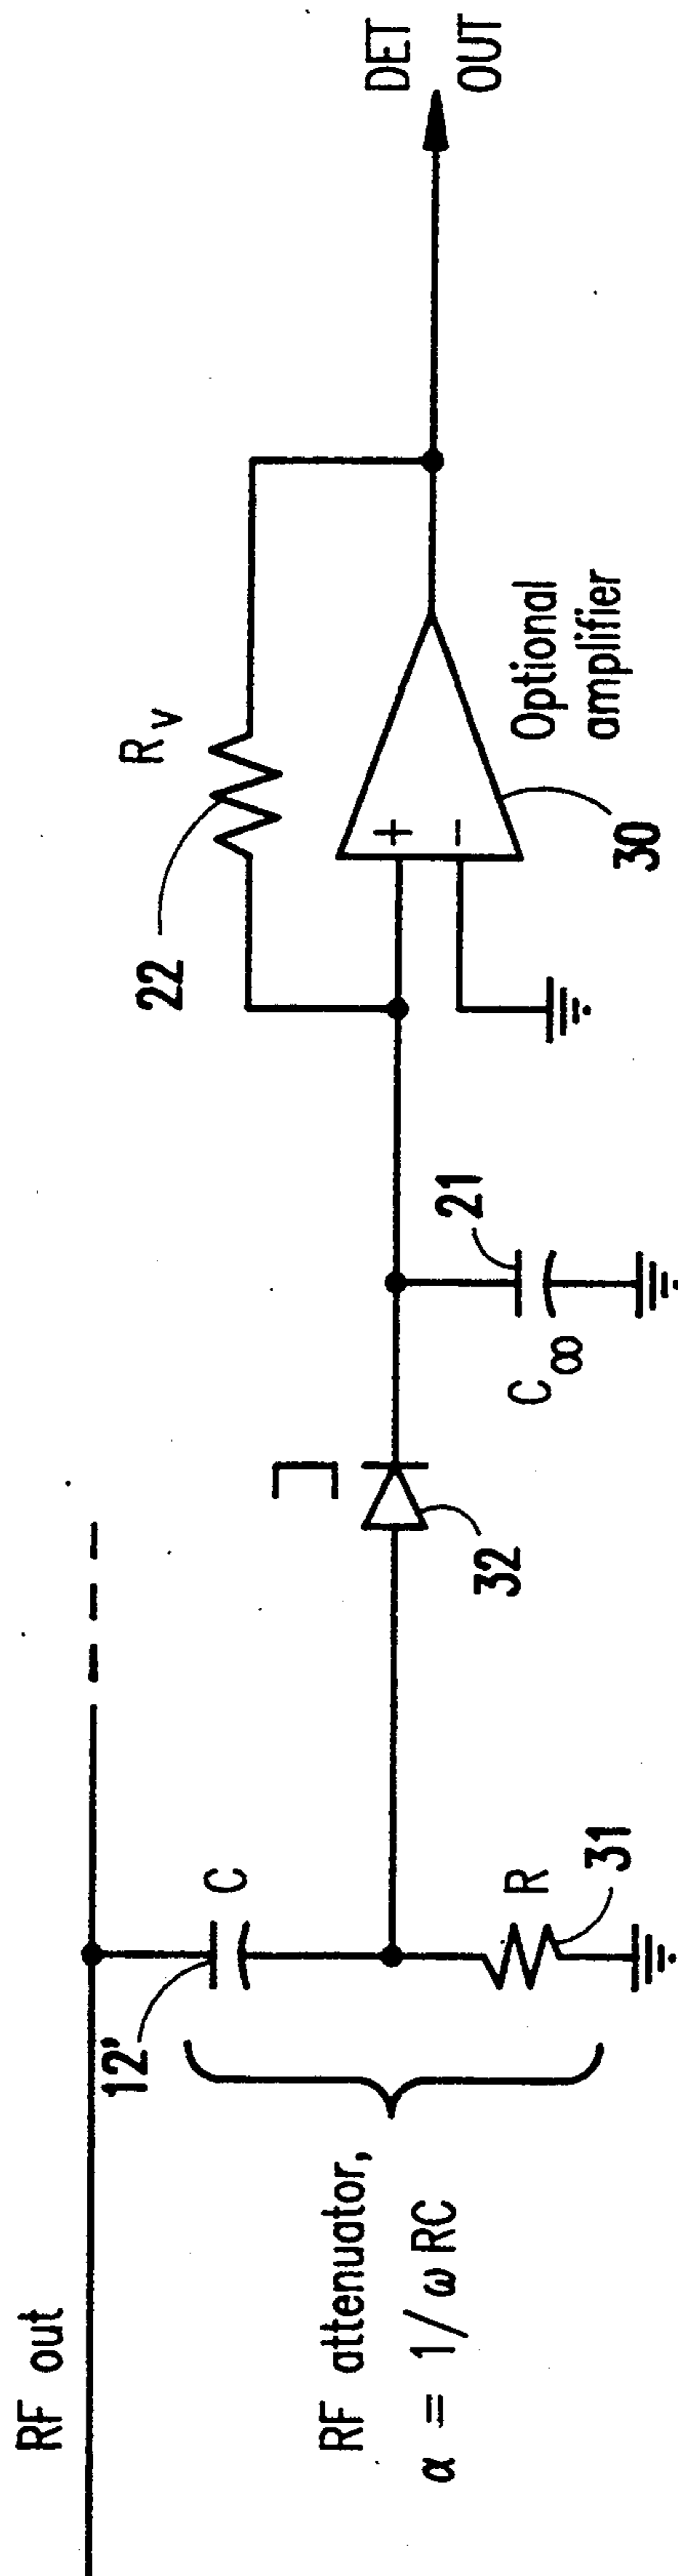 RF out
RF attenuator,
α = 1/ωRC
12'
C
R
31
32
C∞
21
22
Rv
+
-
30
Optional
amplifier
DET
OUT